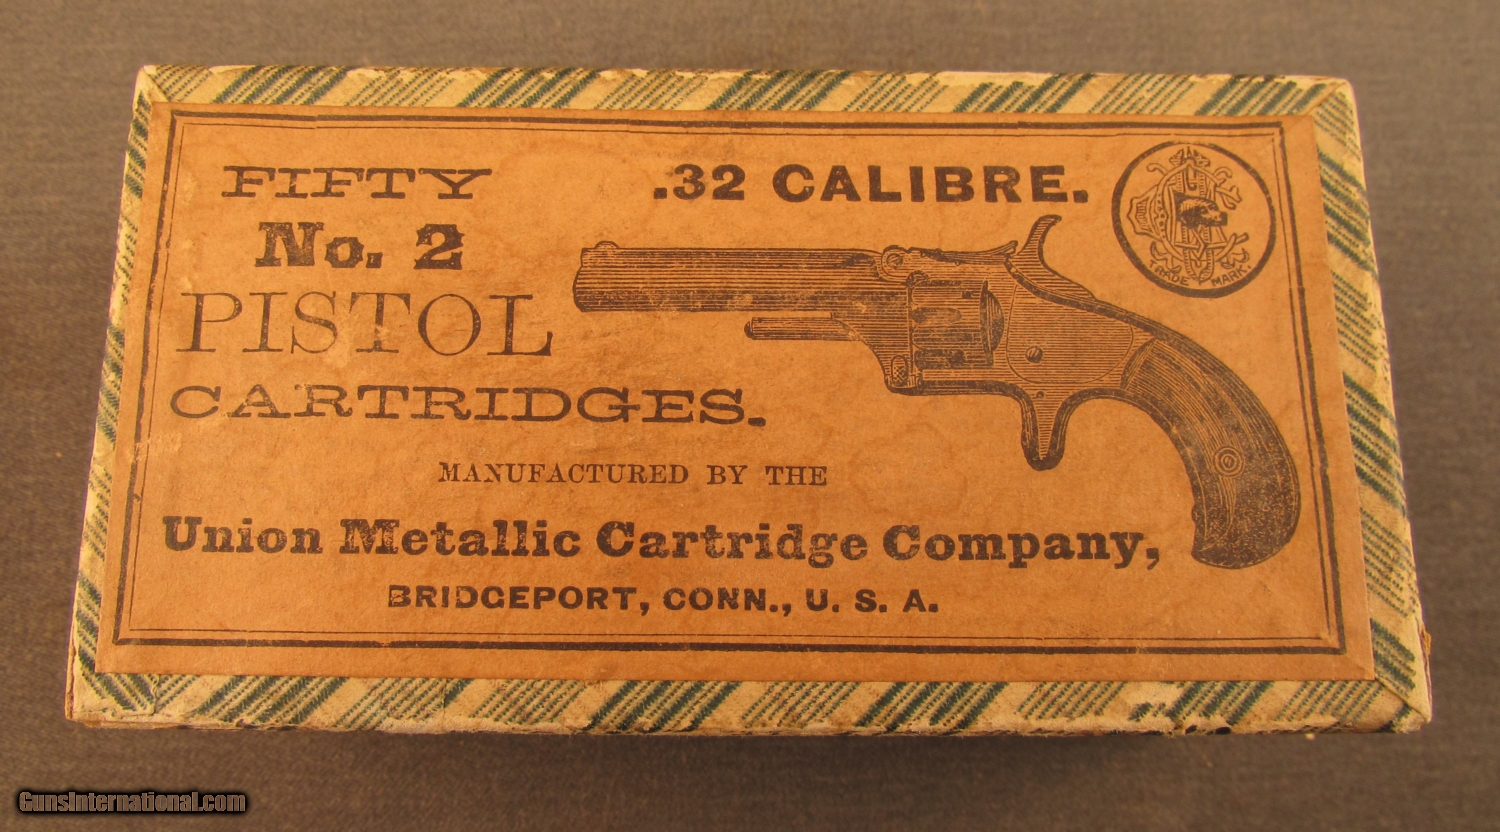 FIFTY
.32 CALIBRE.
No. 2
PISTOL
CARTRIDGES.
TRADE MARK.
MANUFACTURED BY THE
Union Metallic Cartridge Company,
BRIDGEPORT, CONN., U. S. A.
GunsInternational.com